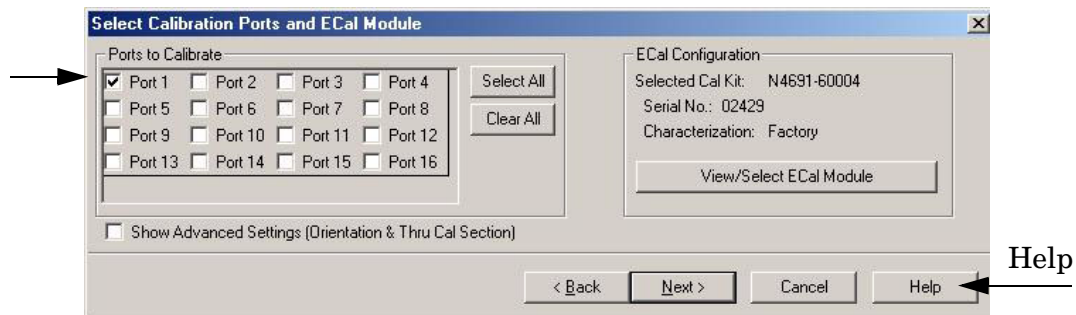 Select Calibration Ports and ECal Module
Ports to Calibrate
Port 1 Port 2 Port 3 Port 4
Port 5 Port 6 Port 7 Port 8
Port 9 Port 10 Port 11 Port 12
Port 13 Port 14 Port 15 Port 16
Select All
Clear All
Show Advanced Settings (Orientation & Thru Cal Section)
ECal Configuration
Selected Cal Kit: N4691-60004
Serial No.: 02429
Characterization: Factory
View/Select ECal Module
< Back Next > Cancel Help
Help